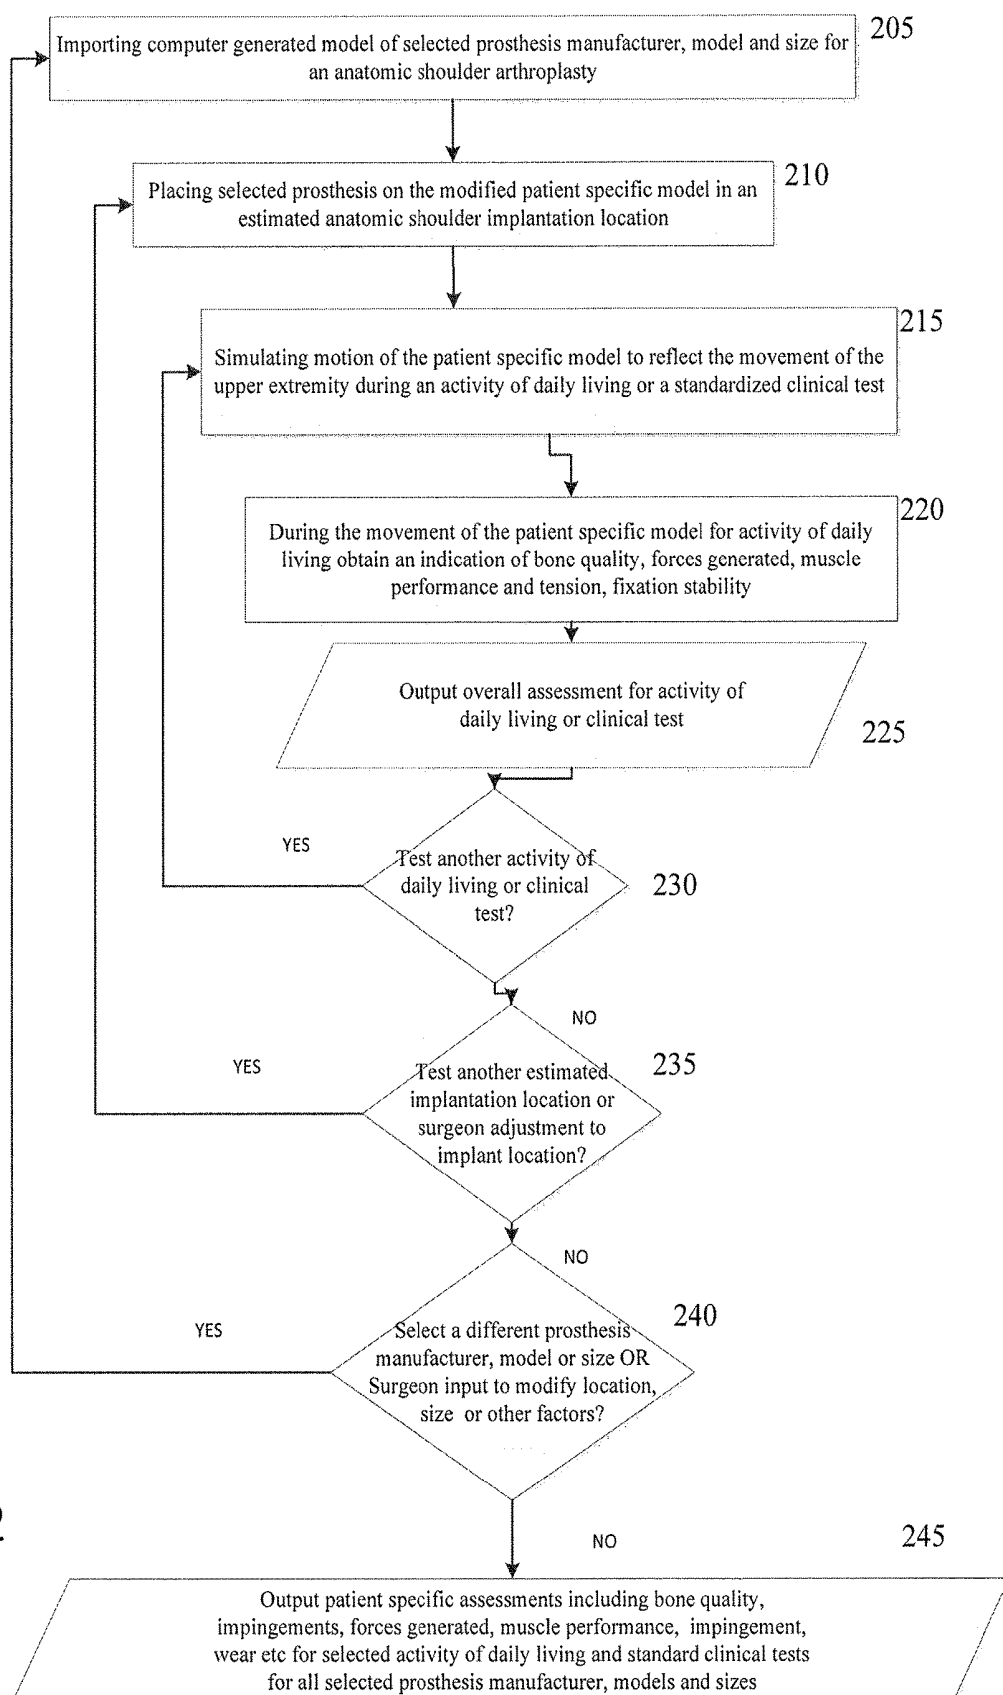 Importing computer generated model of selected prosthesis manufacturer, model and size for
an anatomic shoulder arthroplasty
205
Placing selected prosthesis on the modified patient specific model in an
estimated anatomic shoulder implantation location
210
Simulating motion of the patient specific model to reflect the movement of the
upper extremity during an activity of daily living or a standardized clinical test
215
During the movement of the patient specific model for activity of daily
living obtain an indication of bone quality, forces generated, muscle
performance and tension, fixation stability
220
Output overall assessment for activity of
daily living or clinical test
225
YES
Test another activity of
daily living or clinical
test?
230
NO
YES
Test another estimated
implantation location or
surgeon adjustment to
implant location?
235
NO
YES
Select a different prosthesis
manufacturer, model or size OR
Surgeon input to modify location,
size or other factors?
240
2
NO
245
Output patient specific assessments including bone quality,
impingements, forces generated, muscle performance, impingement,
wear etc for selected activity of daily living and standard clinical tests
for all selected prosthesis manufacturer, models and sizes